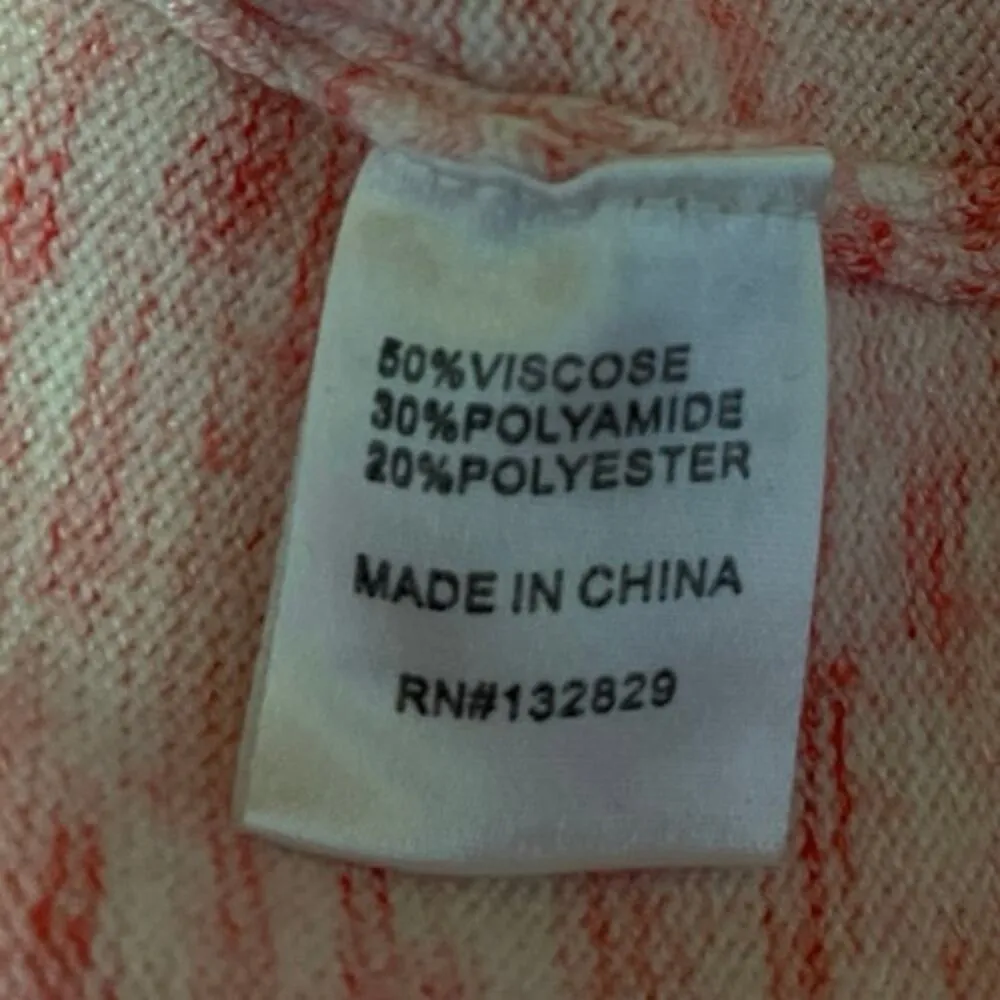 50%VISCOSE
30%POLYAMIDE
20%POLYESTER
MADE IN CHINA
RN#132829